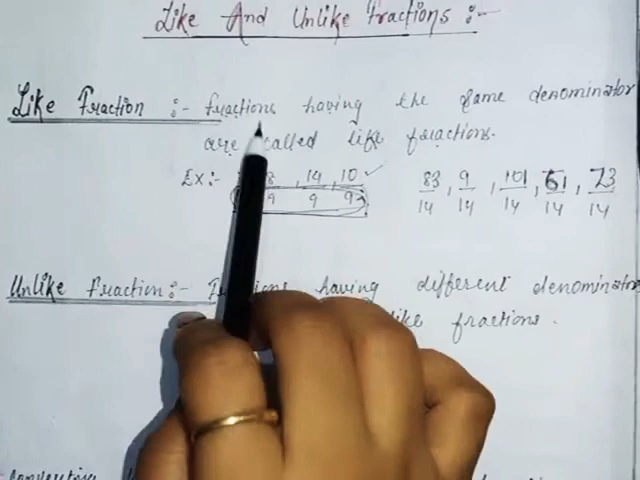 Like And Unlike Fractions :-
Like Fraction :- fractions having the same denominator
are called like fractions.
Ex:- 8/9, 14/9, 10/9 ✓ 83/14, 9/14, 101/14, 61/14, 73/14
Unlike fraction :- having different denominator
like fractions.